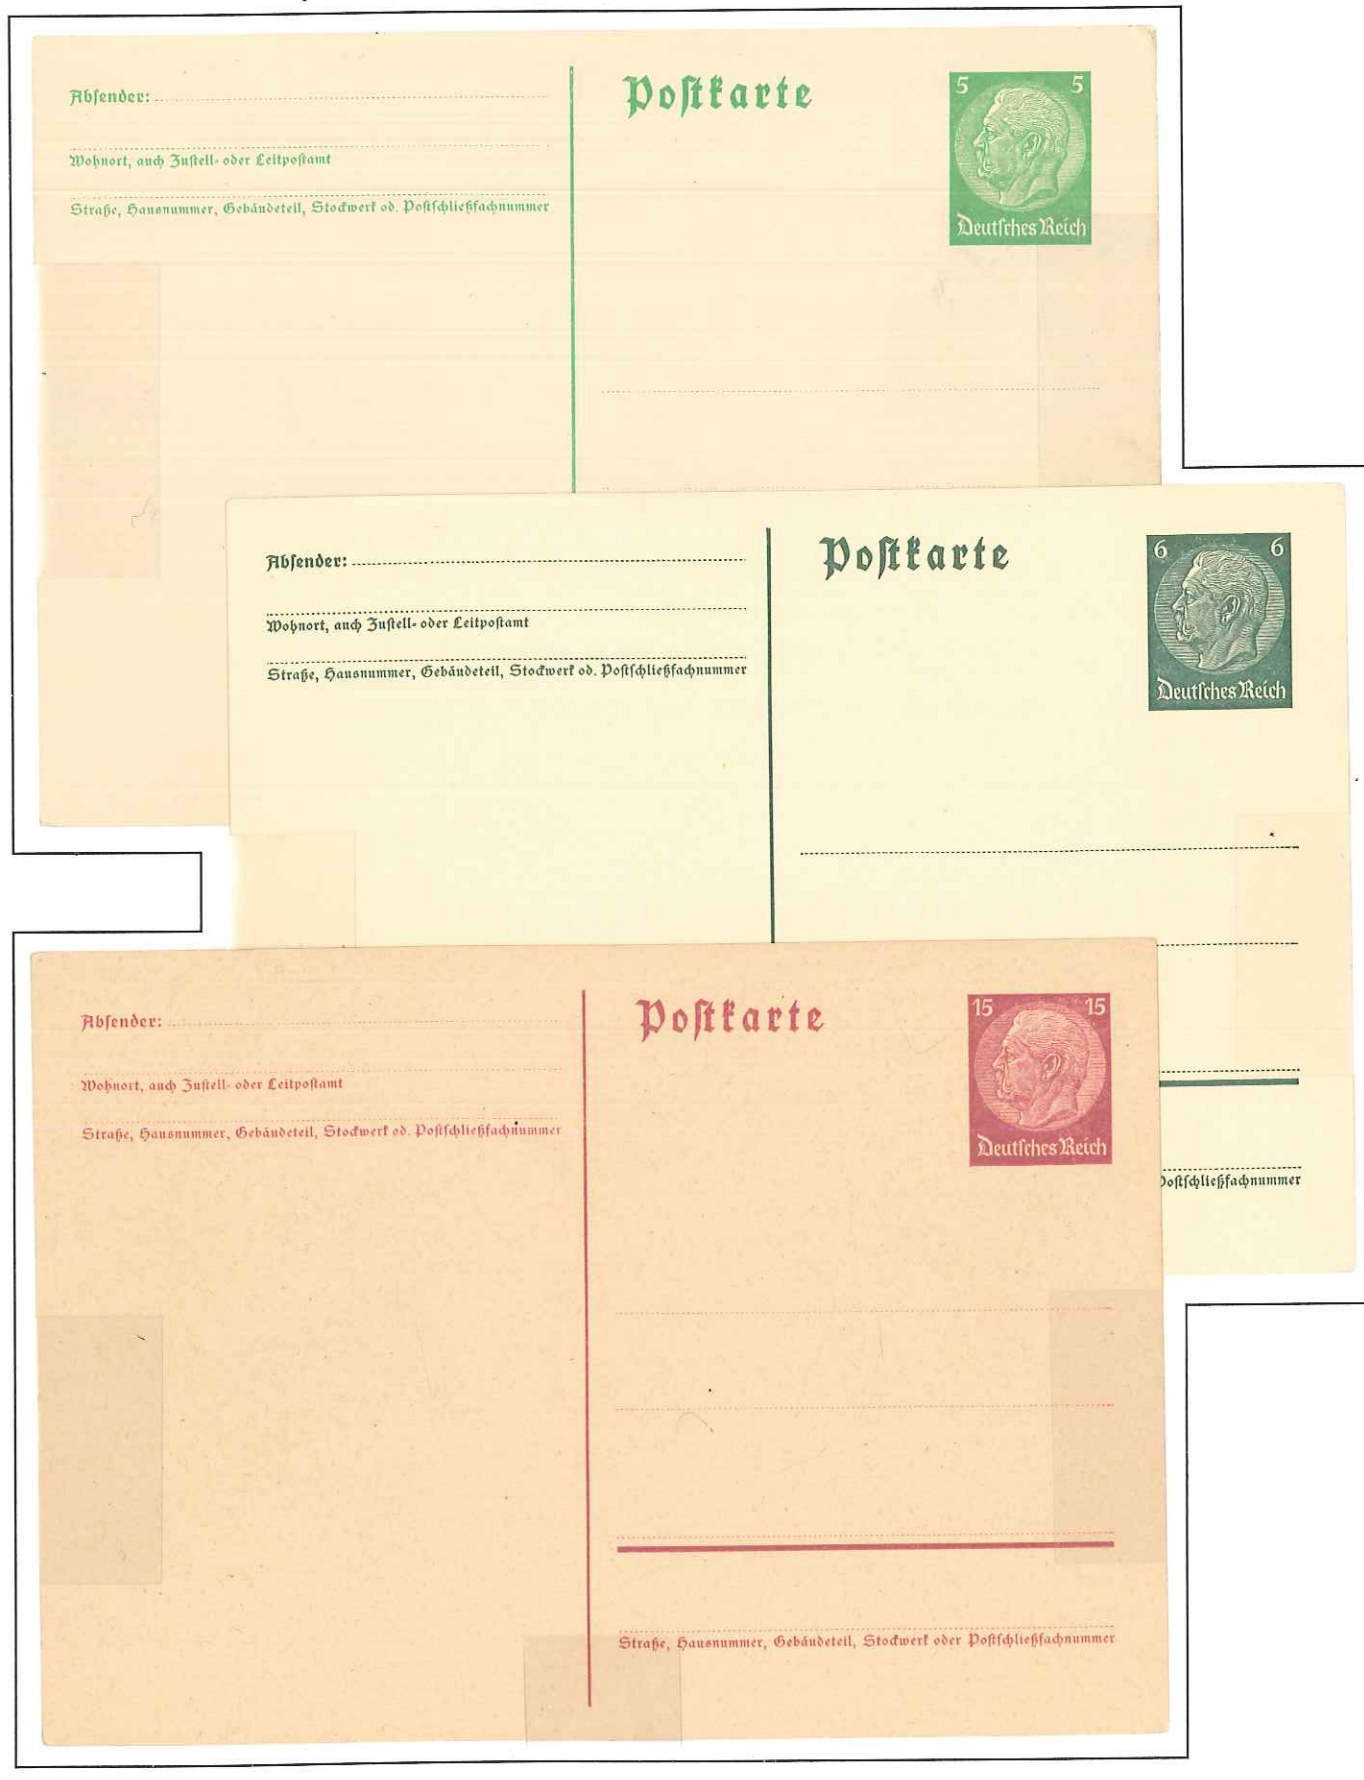 Absender:
Wohnort, auch Zustell- oder Leitpostamt
Straße, Hausnummer, Gebäudeteil, Stockwerk od. Postschließfachnummer
Postkarte
5 5
Deutsches Reich
Absender:
Wohnort, auch Zustell- oder Leitpostamt
Straße, Hausnummer, Gebäudeteil, Stockwerk od. Postschließfachnummer
Postkarte
6 6
Deutsches Reich
Postschließfachnummer
Absender:
Wohnort, auch Zustell- oder Leitpostamt
Straße, Hausnummer, Gebäudeteil, Stockwerk od. Postschließfachnummer
Postkarte
15 15
Deutsches Reich
Straße, Hausnummer, Gebäudeteil, Stockwerk oder Postschließfachnummer